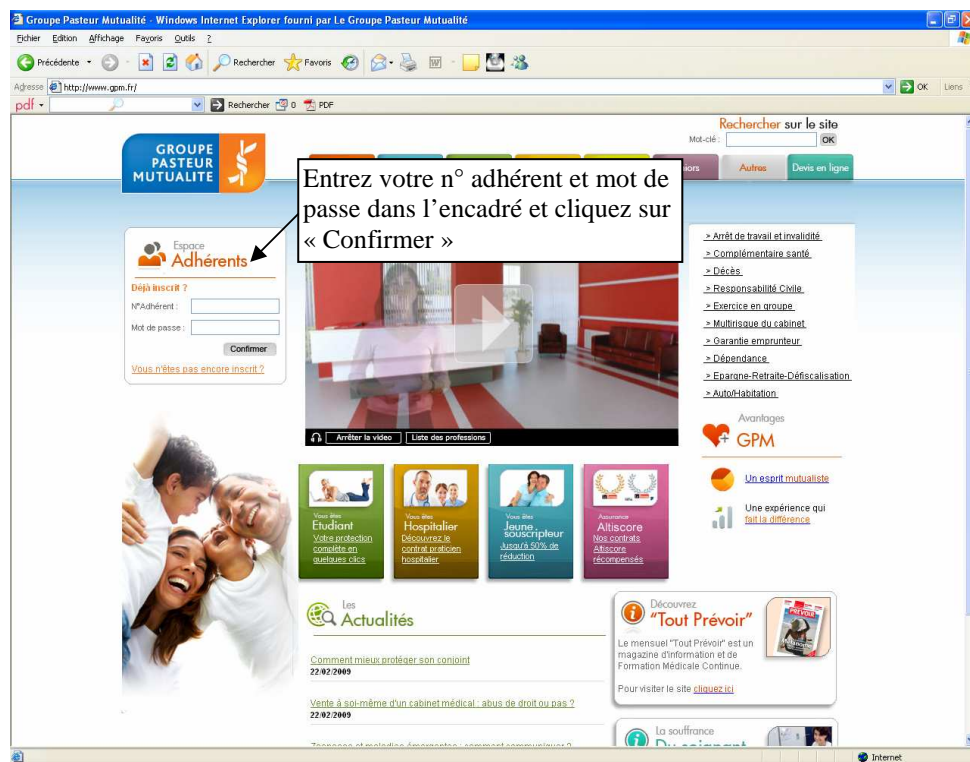 Groupe Pasteur Mutualité - Windows Internet Explorer fourni par Le Groupe Pasteur Mutualité
Fichier Edition Affichage Favoris Outils ?
Précédente Rechercher Favoris
Adresse http://www.gpm.fr/ OK Liens
pdf Rechercher 0 PDF
Rechercher sur le site
Mot-clé : OK
GROUPE
PASTEUR
MUTUALITE
iors Autres Devis en ligne
Entrez votre n° adhérent et mot de
passe dans l’encadré et cliquez sur
« Confirmer »
Espace
Adhérents
Déjà inscrit ?
N°Adhérent :
Mot de passe :
Confirmer
Vous n'êtes pas encore inscrit ?
> Arrêt de travail et invalidité
> Complémentaire santé
> Décès
> Responsabilité Civile
> Exercice en groupe
> Multirisque du cabinet
> Garantie emprunteur
> Dépendance
> Epargne-Retraite-Défiscalisation
> Auto/Habitation
Arrêter la video Liste des professions
Avantages
GPM
Un esprit mutualiste
Une expérience qui
fait la différence
Vous êtes
Etudiant
Votre protection
complète en
quelques clics
Vous êtes
Hospitalier
Découvrez le
contrat praticien
hospitalier
Vous êtes
Jeune
souscripteur
Jusqu'à 50% de
réduction
Assurance
Altiscore
Nos contrats
Altiscore
récompensés
Les
Actualités
Comment mieux protéger son conjoint
22/02/2009
Vente à soi-même d'un cabinet médical : abus de droit ou pas ?
22/02/2009
Découvrez
“Tout Prévoir”
Le mensuel "Tout Prévoir" est un
magazine d'information et de
Formation Médicale Continue.
Pour visiter le site cliquez ici
PREVOIR
La souffrance
Du soignant
Internet